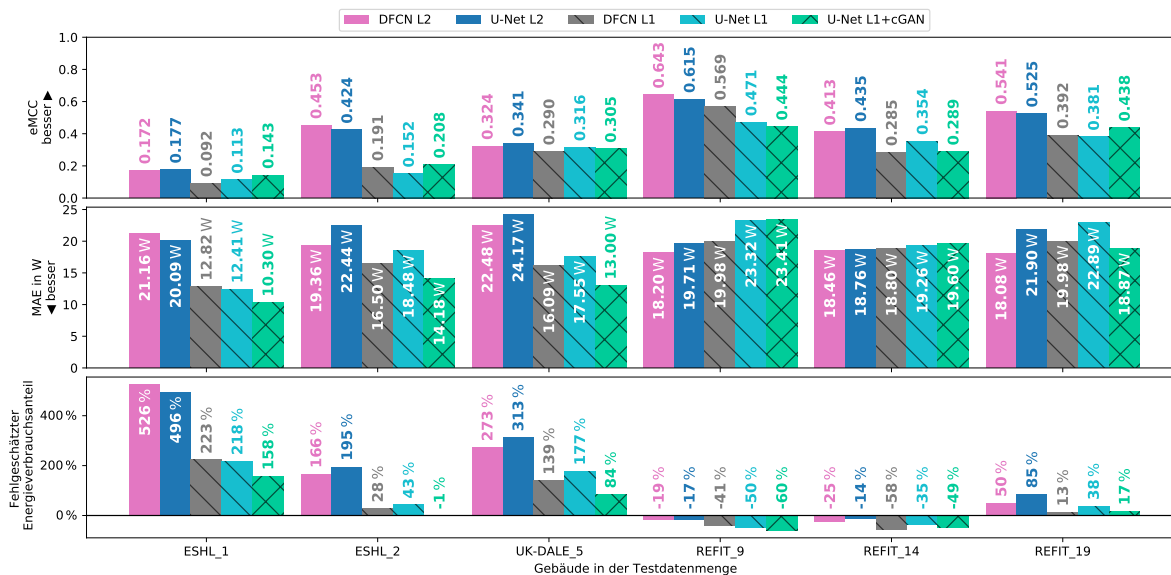 DFCN L2 U-Net L2 DFCN L1 U-Net L1 U-Net L1+cGAN
eMCC
besser ▶
1.0
0.8
0.6
0.4
0.2
0.0
0.172 0.177 0.092 0.113 0.143
0.453 0.424 0.191 0.152 0.208
0.324 0.341 0.290 0.316 0.305
0.643 0.615 0.569 0.471 0.444
0.413 0.435 0.285 0.354 0.289
0.541 0.525 0.392 0.381 0.438
MAE in W
◀ besser
25
20
15
10
5
0
21.16 W 20.09 W 12.82 W 12.41 W 10.30 W
19.36 W 22.44 W 16.50 W 18.48 W 14.18 W
22.48 W 24.17 W 16.09 W 17.55 W 13.00 W
18.20 W 19.71 W 19.98 W 23.32 W 23.41 W
18.46 W 18.76 W 18.80 W 19.26 W 19.60 W
18.08 W 21.90 W 19.98 W 22.89 W 18.87 W
Fehlgeschätzter
Energieverbrauchsanteil
400 %
200 %
0 %
526 % 496 % 223 % 218 % 158 %
166 % 195 % 28 % 43 % -1 %
273 % 313 % 139 % 177 % 84 %
-19 % -17 % -41 % -50 % -60 %
-25 % -14 % -58 % -35 % -49 %
50 % 85 % 13 % 38 % 17 %
ESHL_1 ESHL_2 UK-DALE_5 REFIT_9 REFIT_14 REFIT_19
Gebäude in der Testdatenmenge